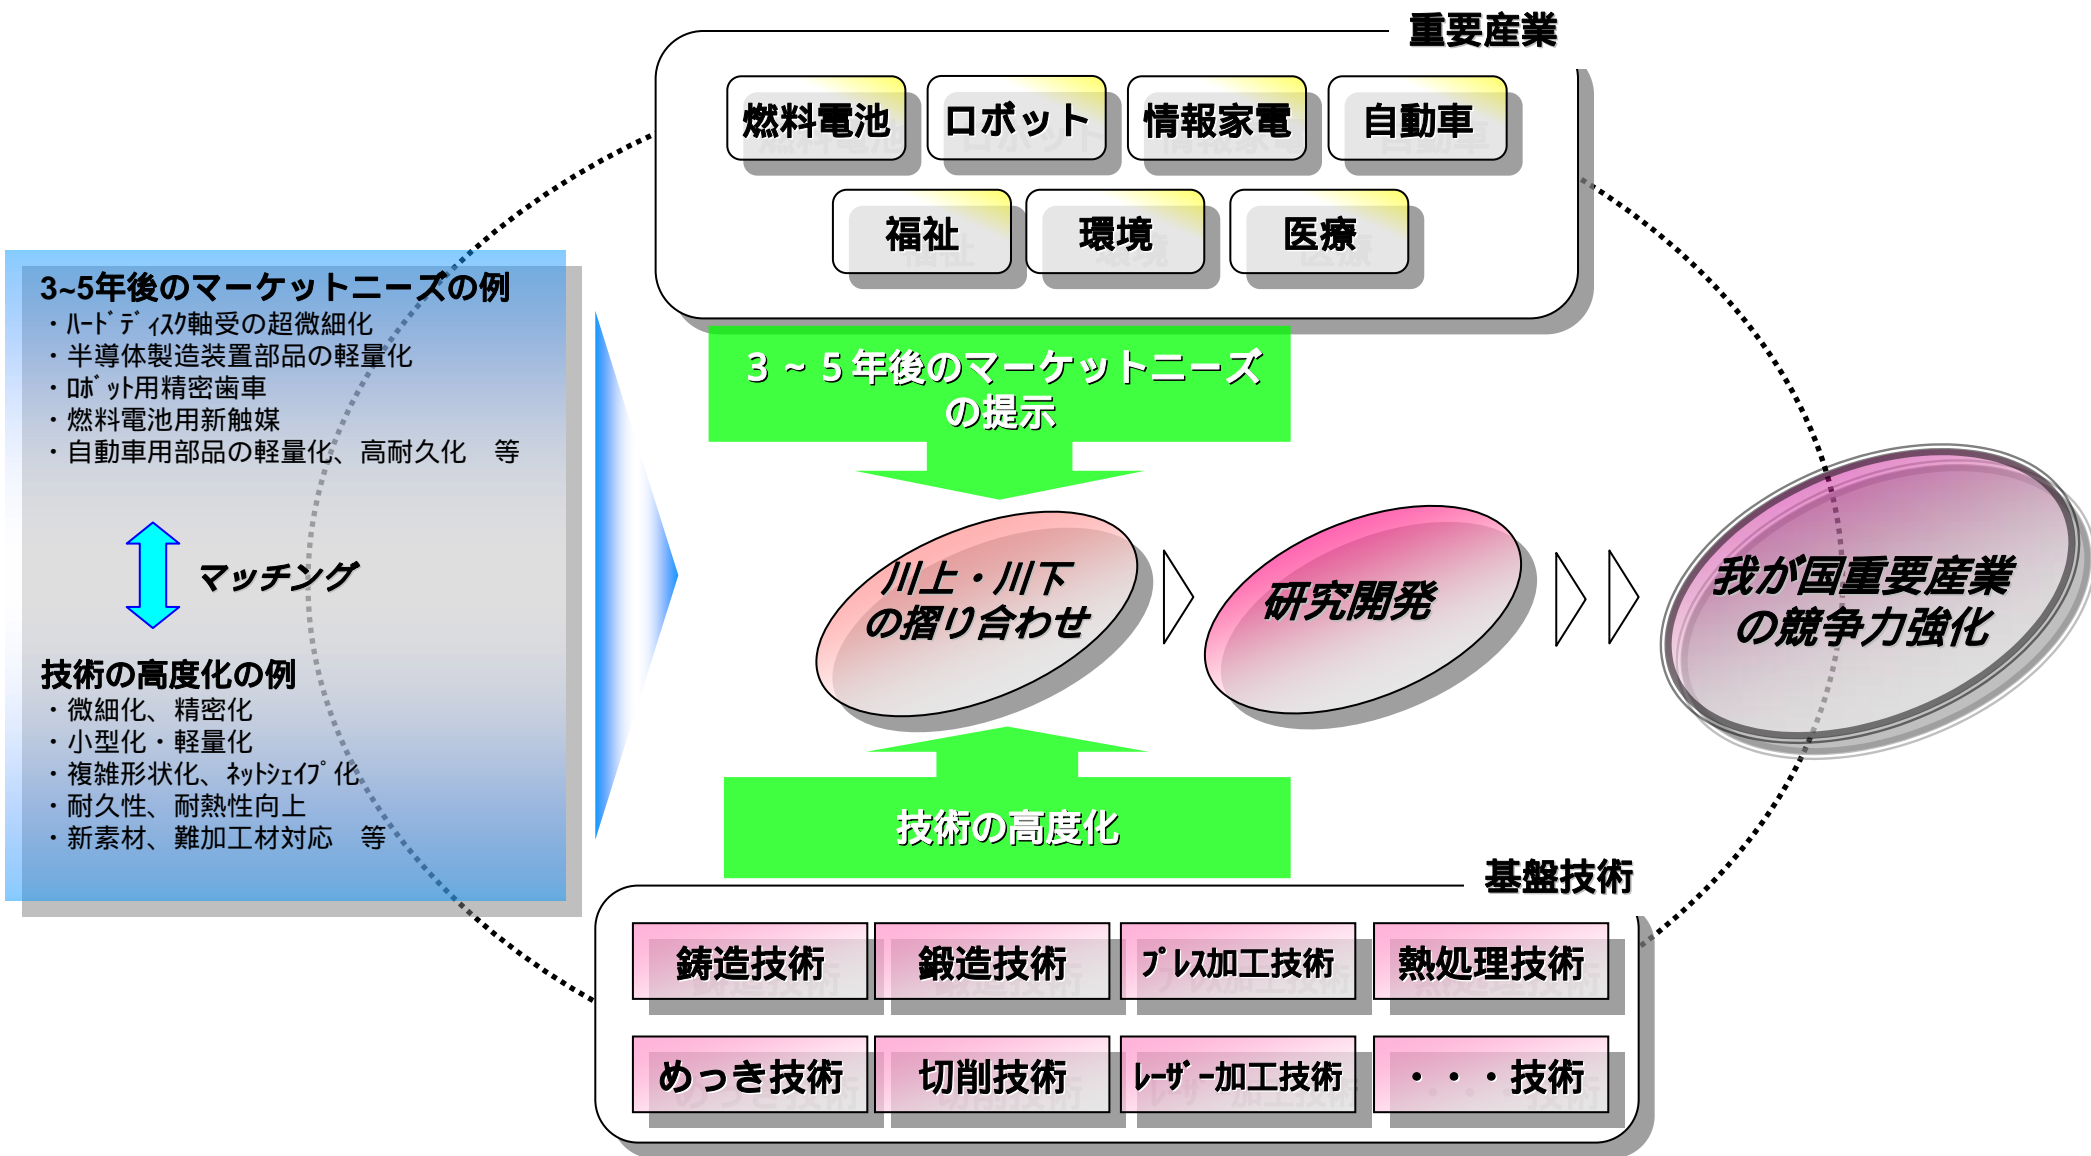 重要産業
燃料電池
ロボット
情報家電
自動車
福祉
環境
医療
3~5年後のマーケットニーズの例
・ﾊｰﾄﾞﾃﾞｨｽｸ軸受の超微細化
・半導体製造装置部品の軽量化
・ﾛﾎﾞｯﾄ用精密歯車
・燃料電池用新触媒
・自動車用部品の軽量化、高耐久化　等
マッチング
技術の高度化の例
・微細化、精密化
・小型化・軽量化
・複雑形状化、ﾈｯﾄｼｪｲﾌﾟ化
・耐久性、耐熱性向上
・新素材、難加工材対応　等
３～５年後のマーケットニーズ
の提示
川上・川下
の摺り合わせ
研究開発
我が国重要産業
の競争力強化
技術の高度化
基盤技術
鋳造技術
鍛造技術
ﾌﾟﾚｽ加工技術
熱処理技術
めっき技術
切削技術
ﾚｰｻﾞｰ加工技術
・・・技術